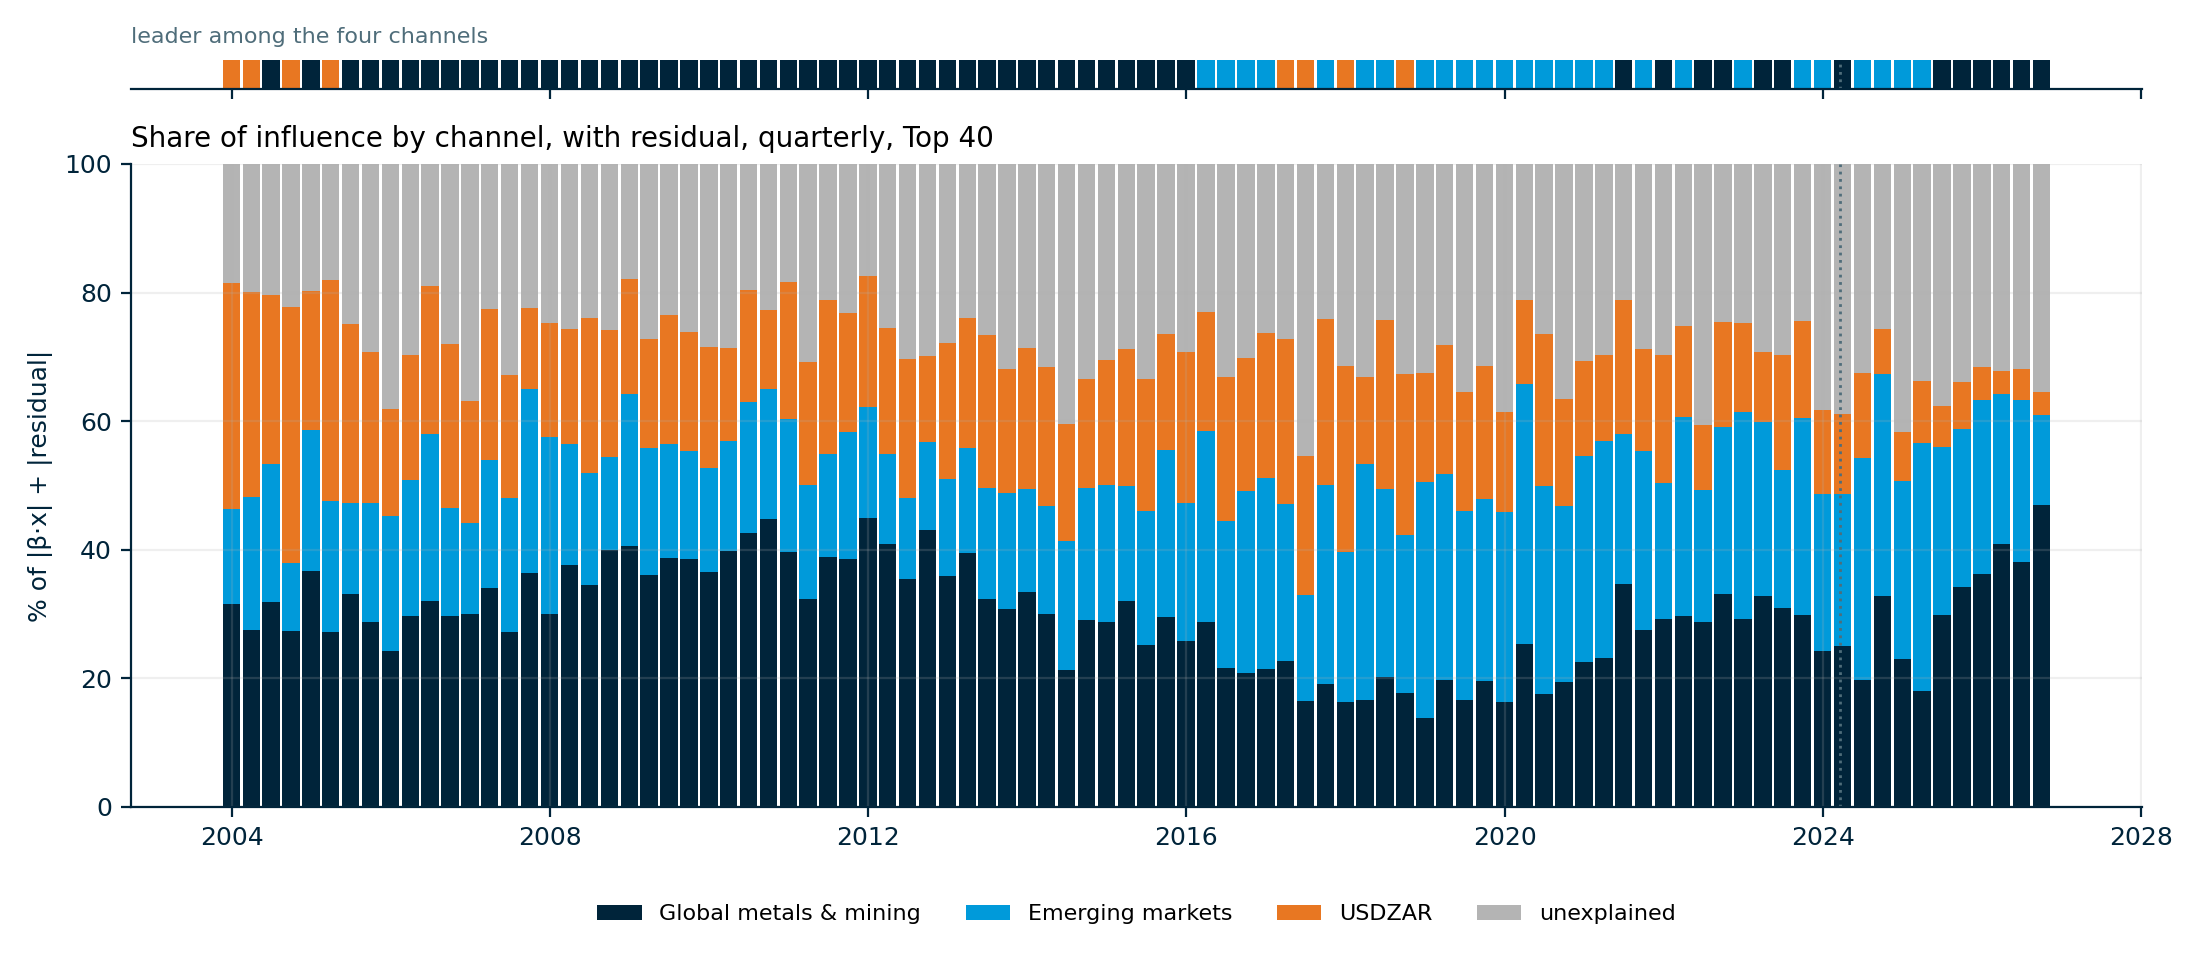 leader among the four channels
Share of influence by channel, with residual, quarterly, Top 40
100
80
60
40
20
0
% of |β·x| + |residual|
2004 2008 2012 2016 2020 2024 2028
Global metals & mining Emerging markets USDZAR unexplained